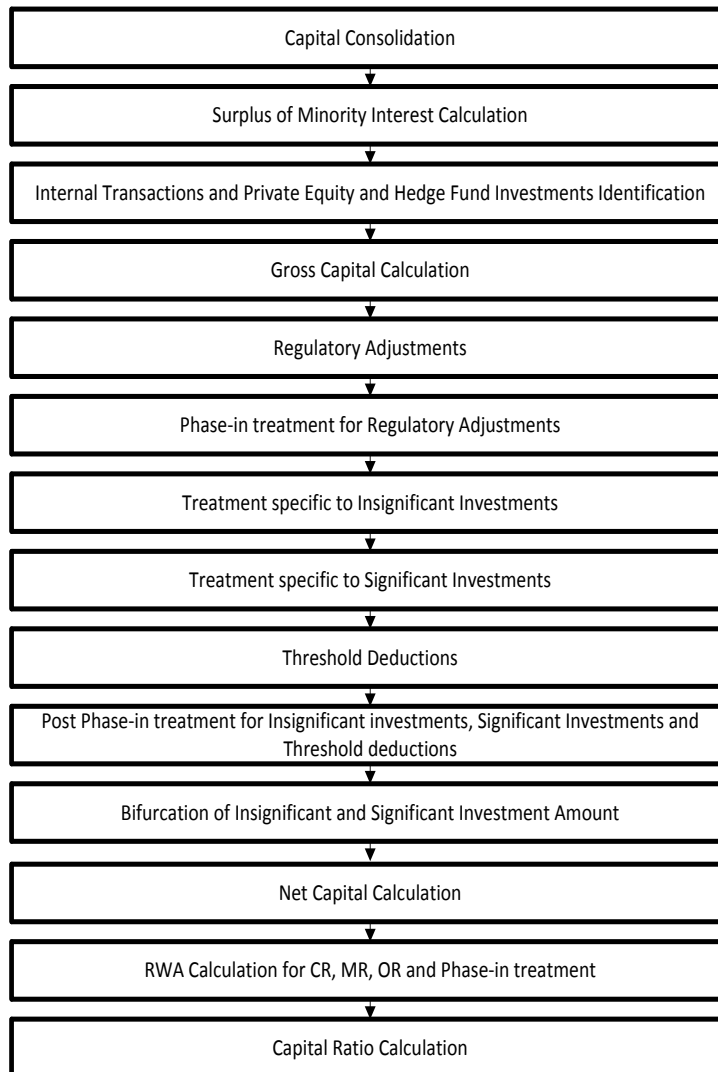 Capital Consolidation
Surplus of Minority Interest Calculation
Internal Transactions and Private Equity and Hedge Fund Investments Identification
Gross Capital Calculation
Regulatory Adjustments
Phase-in treatment for Regulatory Adjustments
Treatment specific to Insignificant Investments
Treatment specific to Significant Investments
Threshold Deductions
Post Phase-in treatment for Insignificant investments, Significant Investments and
Threshold deductions
Bifurcation of Insignificant and Significant Investment Amount
Net Capital Calculation
RWA Calculation for CR, MR, OR and Phase-in treatment
Capital Ratio Calculation